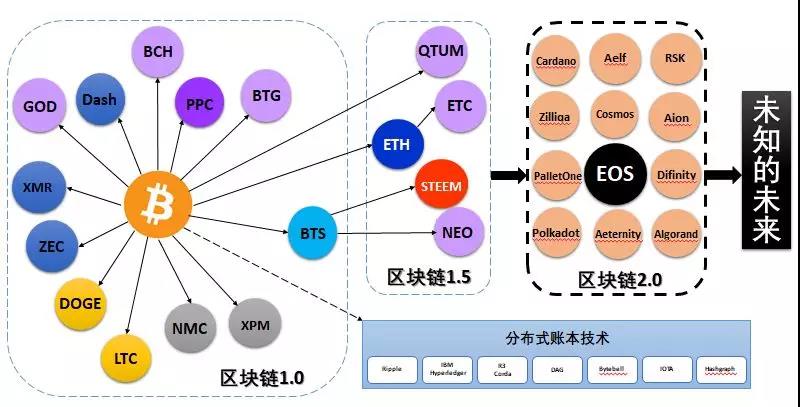 BCH
GOD
Dash
PPC
BTG
XMR
ZEC
DOGE
LTC
NMC
XPM
BTS
区块链1.0
QTUM
ETC
ETH
STEEM
NEO
区块链1.5
Cardano
Aelf
RSK
Zilliga
Cosmos
Aion
PalletOne
EOS
Difinity
Polkadot
Aeternity
Algorand
区块链2.0
未知的未来
分布式账本技术
Ripple
IBM
Hyperledger
R3
Corda
DAG
Byteball
IOTA
Hashgraph